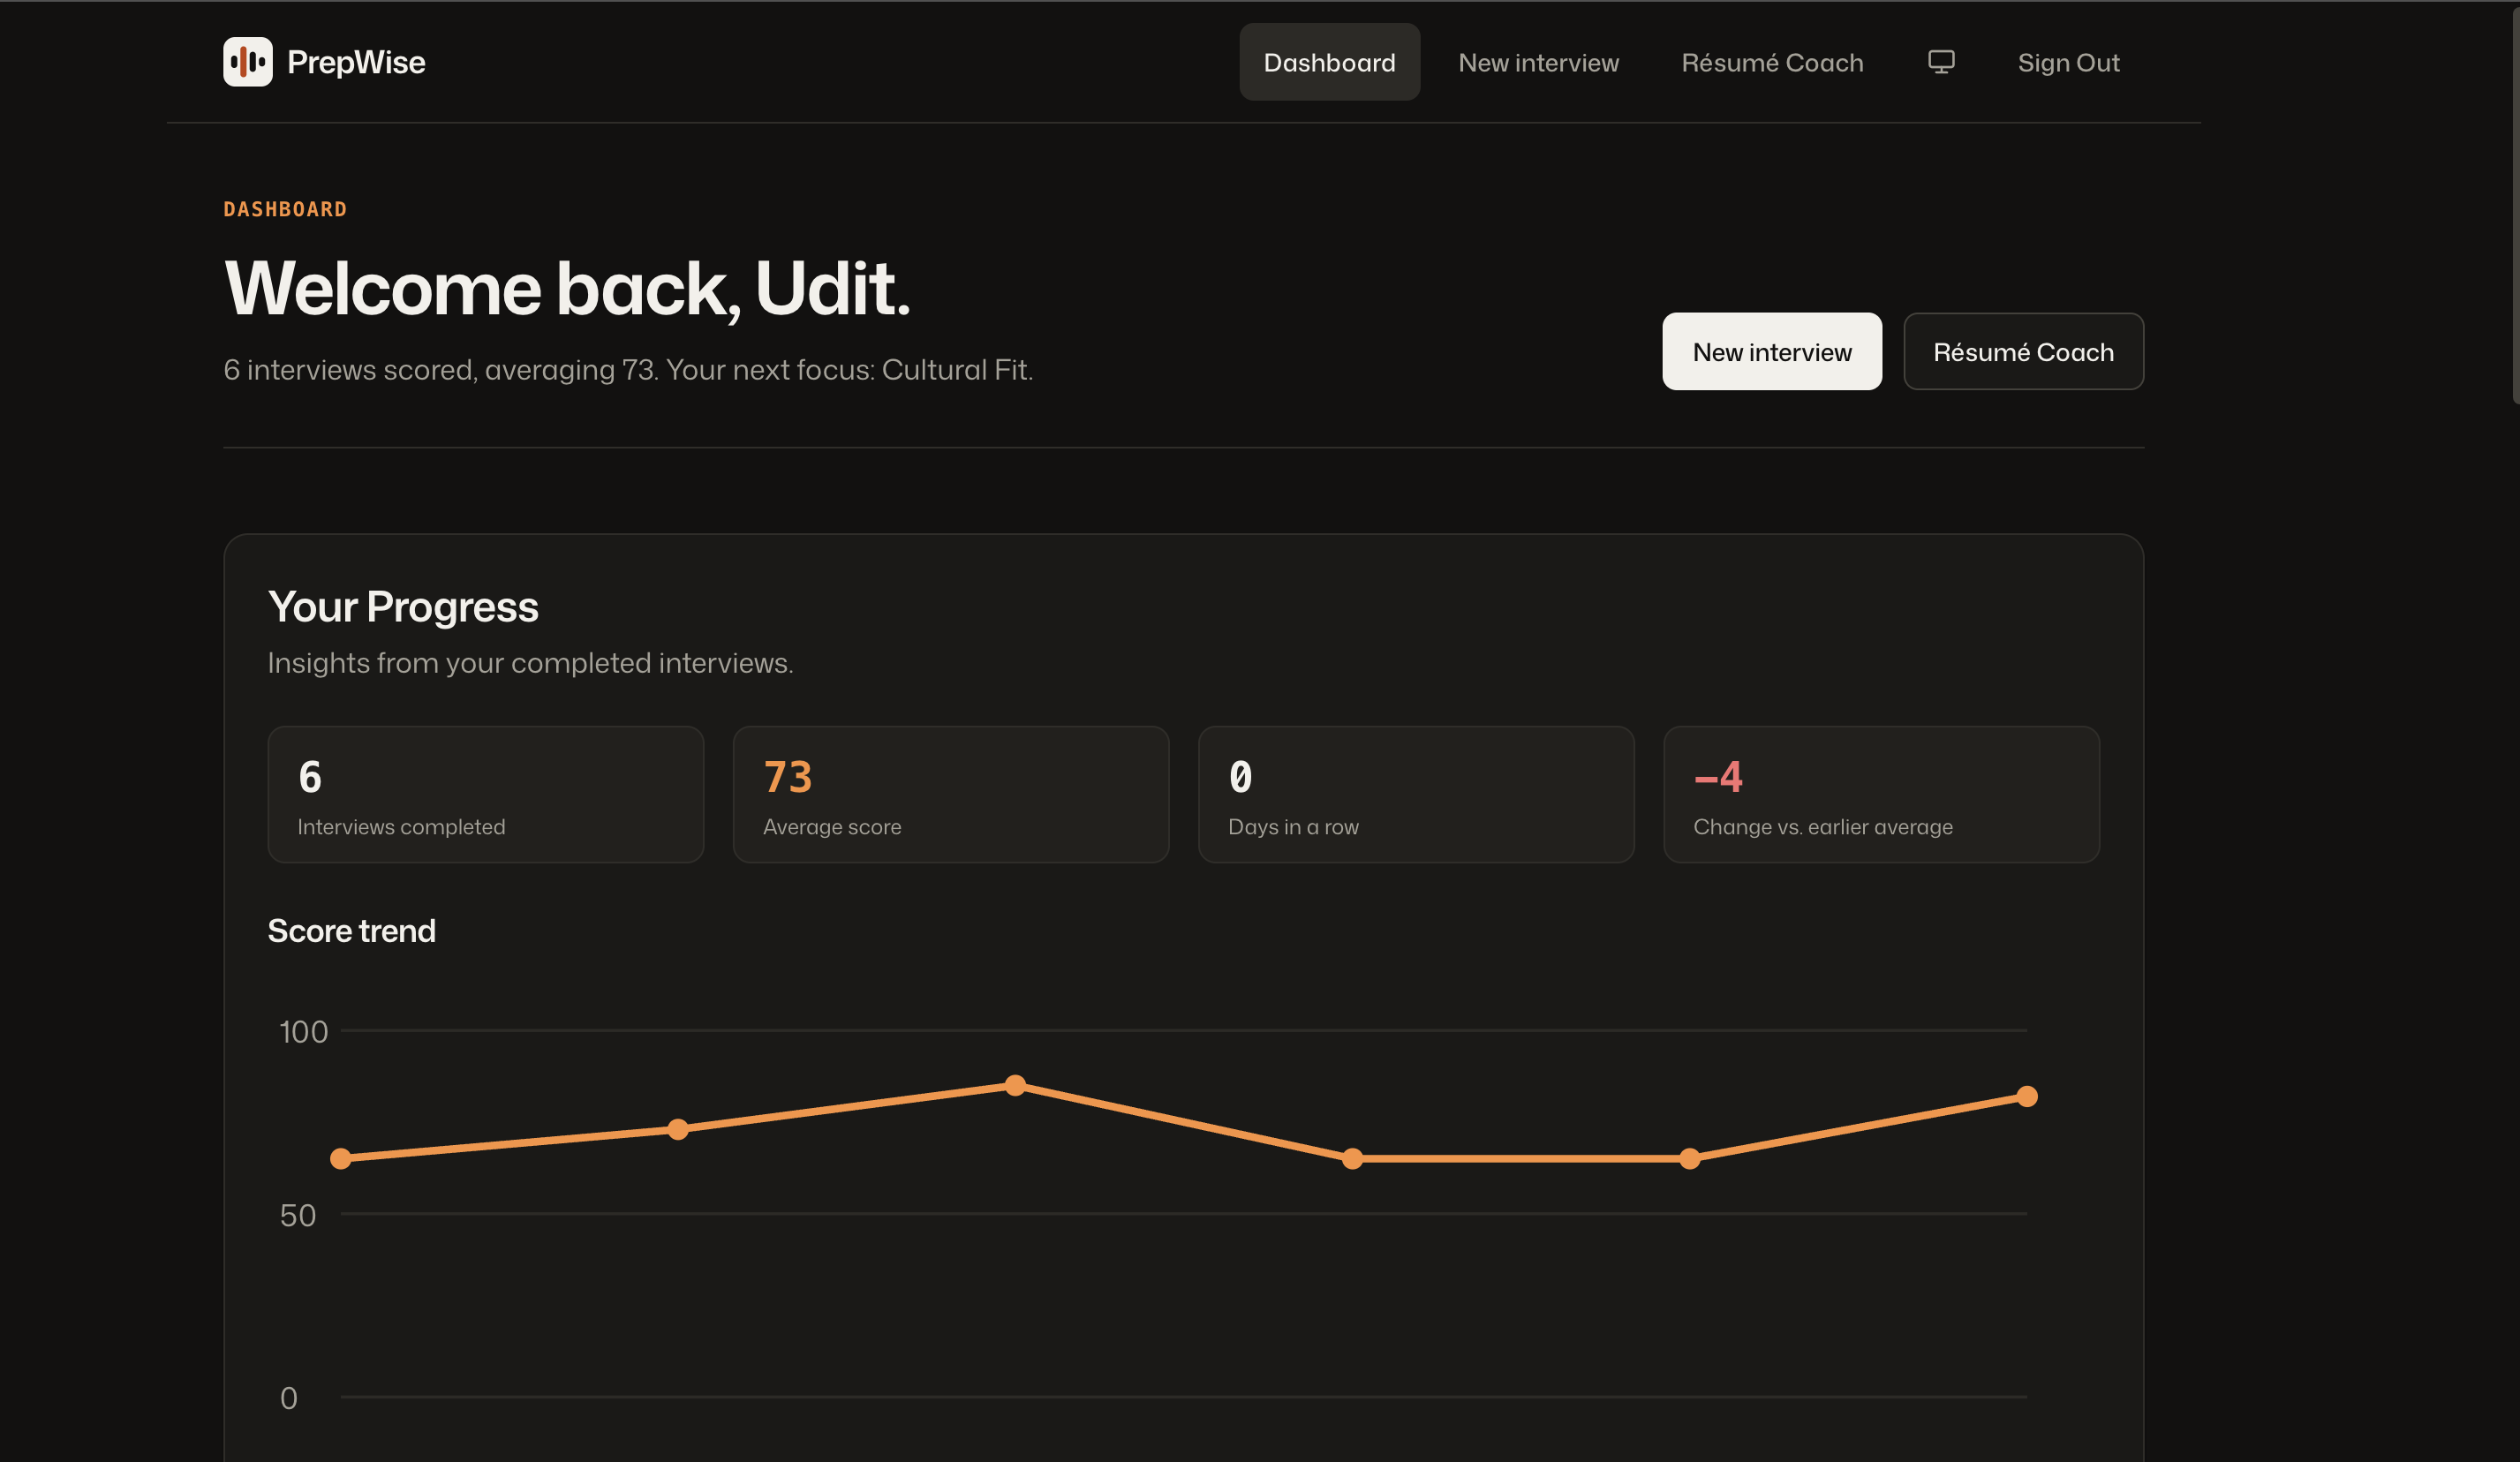 PrepWise
Dashboard
New interview
Résumé Coach
Sign Out
DASHBOARD
Welcome back, Udit.
6 interviews scored, averaging 73. Your next focus: Cultural Fit.
New interview
Résumé Coach
Your Progress
Insights from your completed interviews.
6
Interviews completed
73
Average score
0
Days in a row
−4
Change vs. earlier average
Score trend
100
50
0